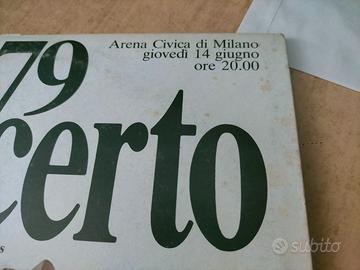 79
Arena Civica di Milano
giovedì 14 giugno
ore 20.00
certo
s
subito